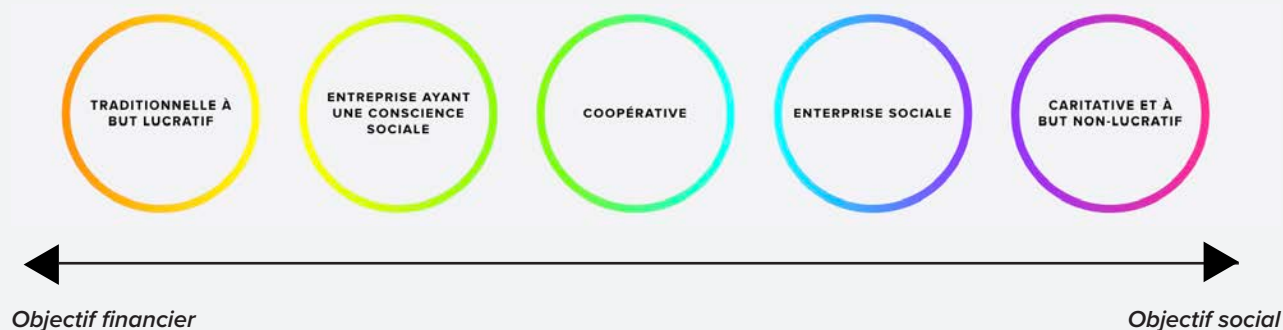 TRADITIONNELLE À
BUT LUCRATIF
ENTREPRISE AYANT
UNE CONSCIENCE
SOCIALE
COOPÉRATIVE
ENTERPRISE SOCIALE
CARITATIVE ET À
BUT NON-LUCRATIF
Objectif financier
Objectif social